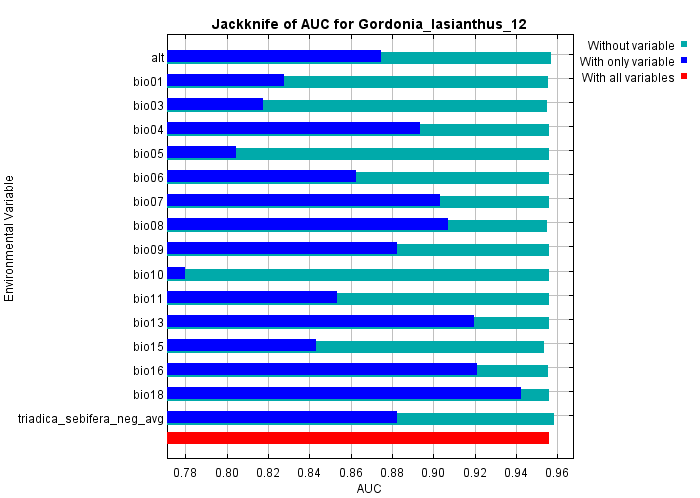 Jackknife of AUC for Gordonia_lasianthus_12
Without variable
With only variable
With all variables
Environmental Variable
alt
bio01
bio03
bio04
bio05
bio06
bio07
bio08
bio09
bio10
bio11
bio13
bio15
bio16
bio18
triadica_sebifera_neg_avg
0.78 0.80 0.82 0.84 0.86 0.88 0.90 0.92 0.94 0.96
AUC